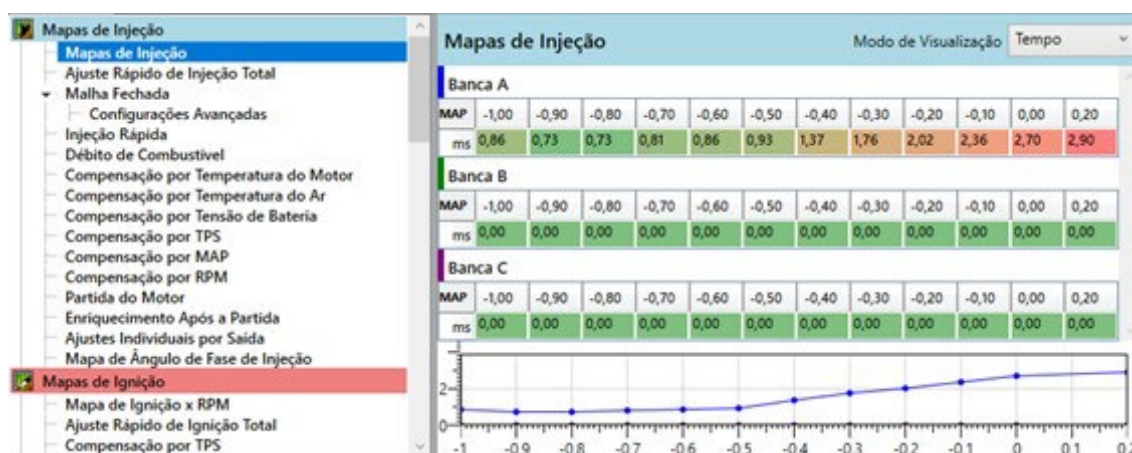 Mapas de Injeção
Mapas de Injeção
Ajuste Rápido de Injeção Total
Malha Fechada
Configurações Avançadas
Injeção Rápida
Débito de Combustível
Compensação por Temperatura do Motor
Compensação por Temperatura do Ar
Compensação por Tensão de Bateria
Compensação por TPS
Compensação por MAP
Compensação por RPM
Partida do Motor
Enriquecimento Após a Partida
Ajustes Individuais por Saída
Mapa de Ângulo de Fase de Injeção
Mapas de Ignição
Mapa de Ignição x RPM
Ajuste Rápido de Ignição Total
Compensação por TPS
Mapas de Injeção Modo de Visualização Tempo
Banca A
MAP -1,00 -0,90 -0,80 -0,70 -0,60 -0,50 -0,40 -0,30 -0,20 -0,10 0,00 0,20
ms 0,86 0,73 0,73 0,81 0,86 0,93 1,37 1,76 2,02 2,36 2,70 2,90
Banca B
MAP -1,00 -0,90 -0,80 -0,70 -0,60 -0,50 -0,40 -0,30 -0,20 -0,10 0,00 0,20
ms 0,00 0,00 0,00 0,00 0,00 0,00 0,00 0,00 0,00 0,00 0,00 0,00
Banca C
MAP -1,00 -0,90 -0,80 -0,70 -0,60 -0,50 -0,40 -0,30 -0,20 -0,10 0,00 0,20
ms 0,00 0,00 0,00 0,00 0,00 0,00 0,00 0,00 0,00 0,00 0,00 0,00
2
0
-1 -0.9 -0.8 -0.7 -0.6 -0.5 -0.4 -0.3 -0.2 -0.1 0 0.1 0.2